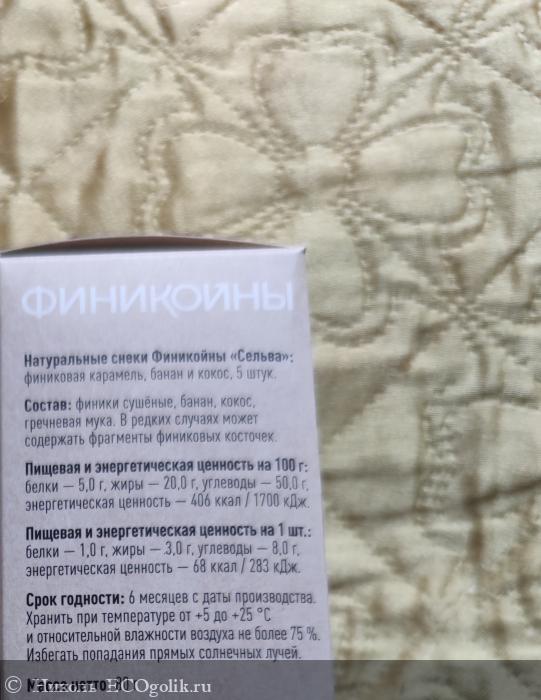 ФИНИКОЙНЫ
Натуральные снеки Финикойны «Сельва»:
финиковая карамель, банан и кокос, 5 штук.
Состав: финики сушёные, банан, кокос,
гречневая мука. В редких случаях может
содержать фрагменты финиковых косточек.
Пищевая и энергетическая ценность на 100 г:
белки — 5,0 г, жиры — 20,0 г, углеводы — 50,0 г,
энергетическая ценность — 406 ккал / 1700 кДж.
Пищевая и энергетическая ценность на 1 шт.:
белки — 1,0 г, жиры — 3,0 г, углеводы — 8,0 г,
энергетическая ценность — 68 ккал / 283 кДж.
Срок годности: 6 месяцев с даты производства.
Хранить при температуре от +5 до +25 °C
и относительной влажности воздуха не более 75 %.
Избегать попадания прямых солнечных лучей.
Масса нетто:
ECOgolik.ru